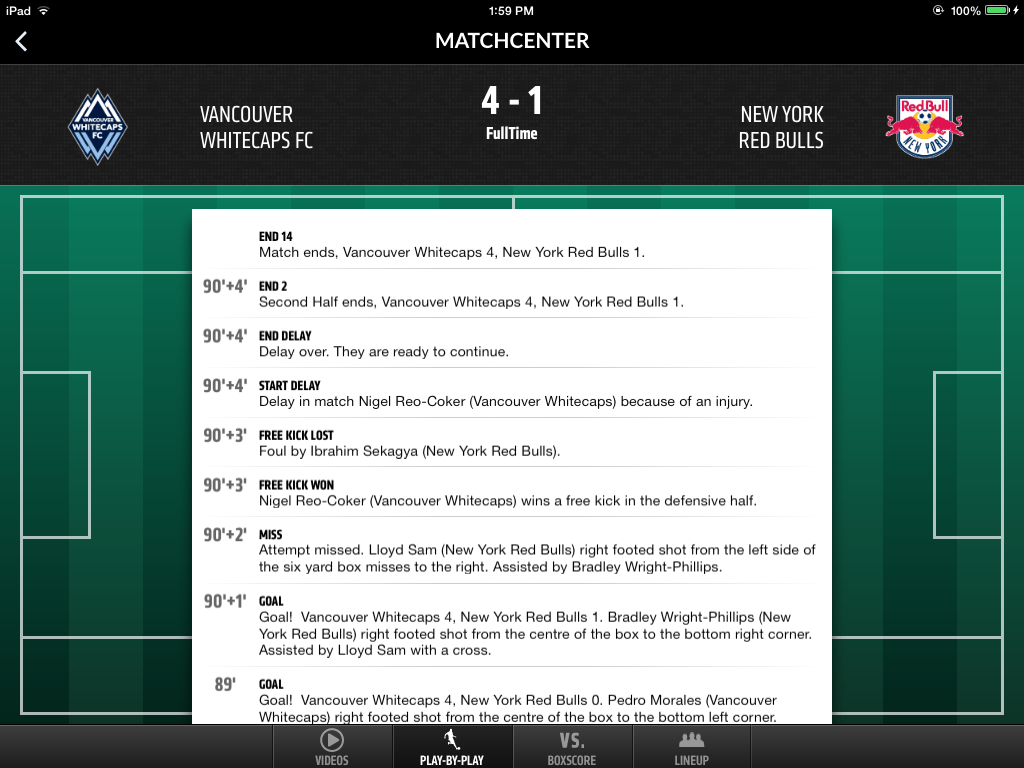 iPad 1:59 PM 100%
MATCHCENTER
VANCOUVER
WHITECAPS FC
4 - 1
FullTime
NEW YORK
RED BULLS
VANCOUVER
WHITECAPS
FC
Red Bull
NEW YORK
END 14
Match ends, Vancouver Whitecaps 4, New York Red Bulls 1.
90'+4' END 2
Second Half ends, Vancouver Whitecaps 4, New York Red Bulls 1.
90'+4' END DELAY
Delay over. They are ready to continue.
90'+4' START DELAY
Delay in match Nigel Reo-Coker (Vancouver Whitecaps) because of an injury.
90'+3' FREE KICK LOST
Foul by Ibrahim Sekagya (New York Red Bulls).
90'+3' FREE KICK WON
Nigel Reo-Coker (Vancouver Whitecaps) wins a free kick in the defensive half.
90'+2' MISS
Attempt missed. Lloyd Sam (New York Red Bulls) right footed shot from the left side of
the six yard box misses to the right. Assisted by Bradley Wright-Phillips.
90'+1' GOAL
Goal! Vancouver Whitecaps 4, New York Red Bulls 1. Bradley Wright-Phillips (New
York Red Bulls) right footed shot from the centre of the box to the bottom right corner.
Assisted by Lloyd Sam with a cross.
89' GOAL
Goal! Vancouver Whitecaps 4, New York Red Bulls 0. Pedro Morales (Vancouver
Whitecaps) right footed shot from the centre of the box to the bottom left corner.
VIDEOS
PLAY-BY-PLAY
VS.
BOXSCORE
LINEUP